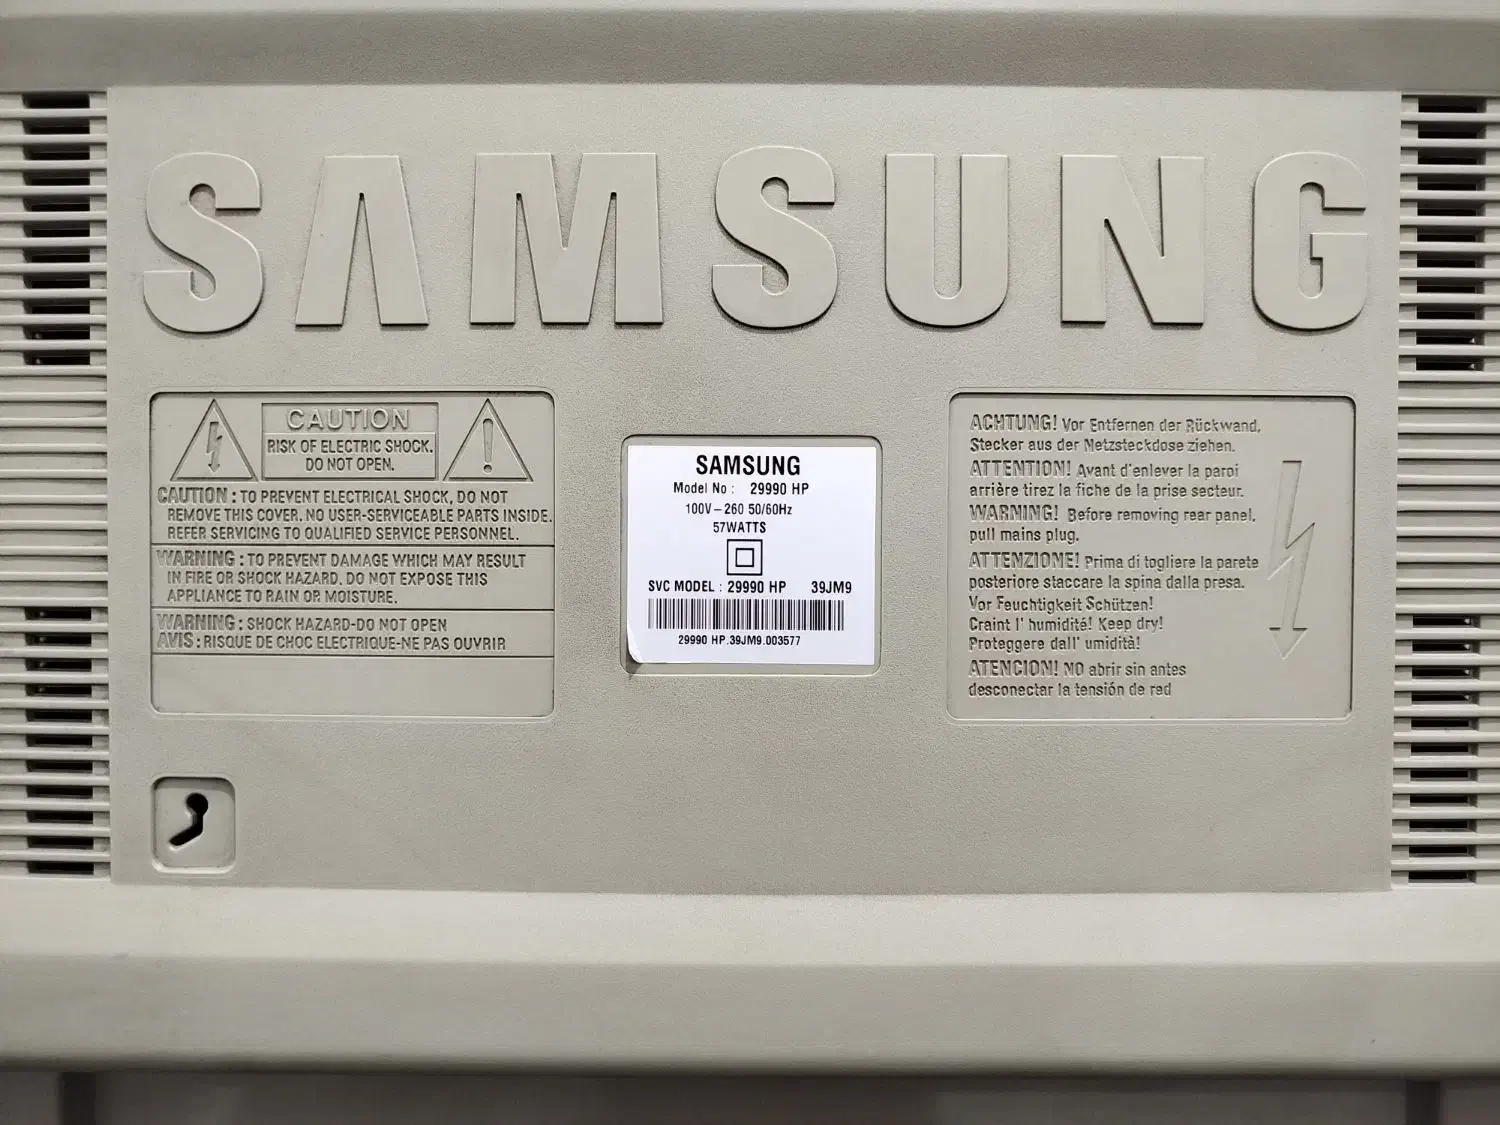 SAMSUNG
CAUTION
RISK OF ELECTRIC SHOCK.
DO NOT OPEN.
CAUTION : TO PREVENT ELECTRICAL SHOCK, DO NOT
REMOVE THIS COVER. NO USER-SERVICEABLE PARTS INSIDE.
REFER SERVICING TO QUALIFIED SERVICE PERSONNEL.
WARNING : TO PREVENT DAMAGE WHICH MAY RESULT
IN FIRE OR SHOCK HAZARD. DO NOT EXPOSE THIS
APPLIANCE TO RAIN OR MOISTURE.
WARNING : SHOCK HAZARD-DO NOT OPEN
AVIS : RISQUE DE CHOC ELECTRIQUE-NE PAS OUVRIR
SAMSUNG
Model No : 29990 HP
100V – 260 50/60Hz
57WATTS
SVC MODEL : 29990 HP 39JM9
29990 HP.39JM9.003577
ACHTUNG! Vor Entfernen der Rückwand,
Stecker aus der Netzsteckdose ziehen.
ATTENTION! Avant d'enlever la paroi
arrière tirez la fiche de la prise secteur.
WARNING! Before removing rear panel,
pull mains plug.
ATTENZIONE! Prima di togliere la parete
posteriore staccare la spina dalla presa.
Vor Feuchtigkeit Schützen!
Craint l' humidité! Keep dry!
Proteggere dall' umidità!
ATENCION! NO abrir sin antes
desconectar la tensión de red